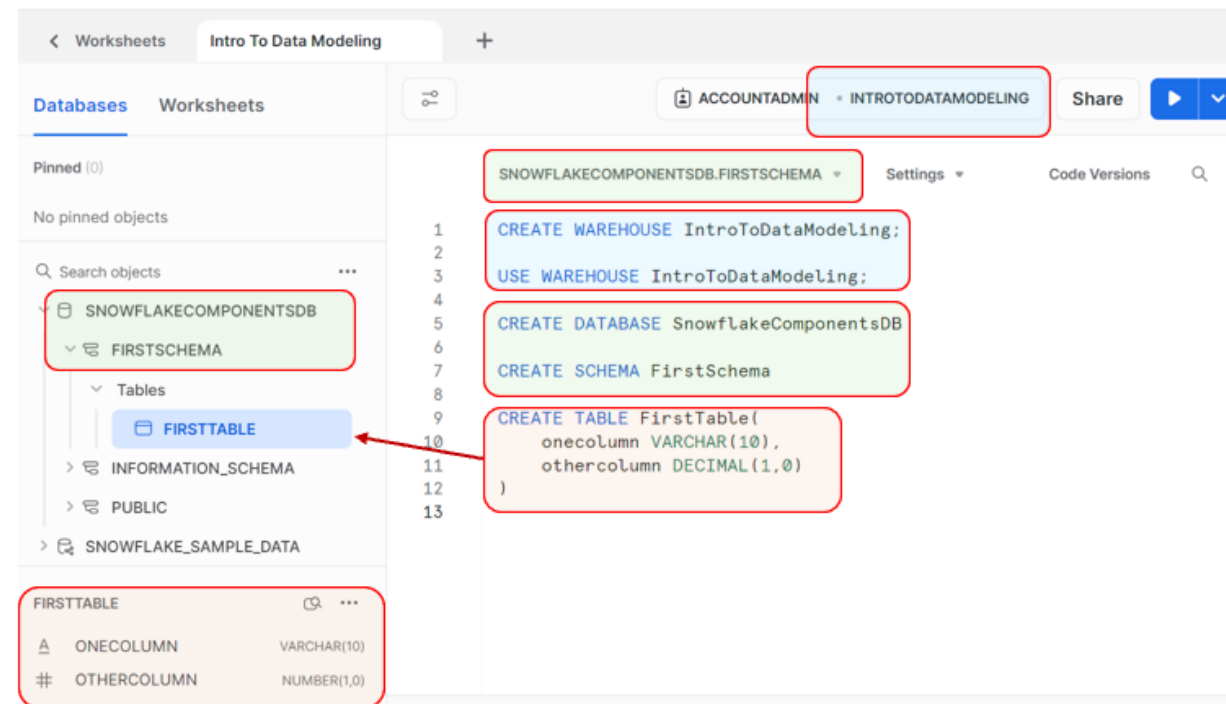 Worksheets Intro To Data Modeling +
Databases Worksheets
ACCOUNTADMIN INTROTODATAMODELING Share
Pinned (0)
No pinned objects
Search objects ...
SNOWFLAKECOMPONENTSDB
FIRSTSCHEMA
Tables
FIRSTTABLE
INFORMATION_SCHEMA
PUBLIC
SNOWFLAKE_SAMPLE_DATA
FIRSTTABLE ...
A ONECOLUMN VARCHAR(10)
# OTHERCOLUMN NUMBER(1,0)
SNOWFLAKECOMPONENTSDB.FIRSTSCHEMA Settings Code Versions
1 CREATE WAREHOUSE IntroToDataModeling;
2
3 USE WAREHOUSE IntroToDataModeling;
4
5 CREATE DATABASE SnowflakeComponentsDB
6
7 CREATE SCHEMA FirstSchema
8
9 CREATE TABLE FirstTable(
10 onecolumn VARCHAR(10),
11 othercolumn DECIMAL(1,0)
12 )
13